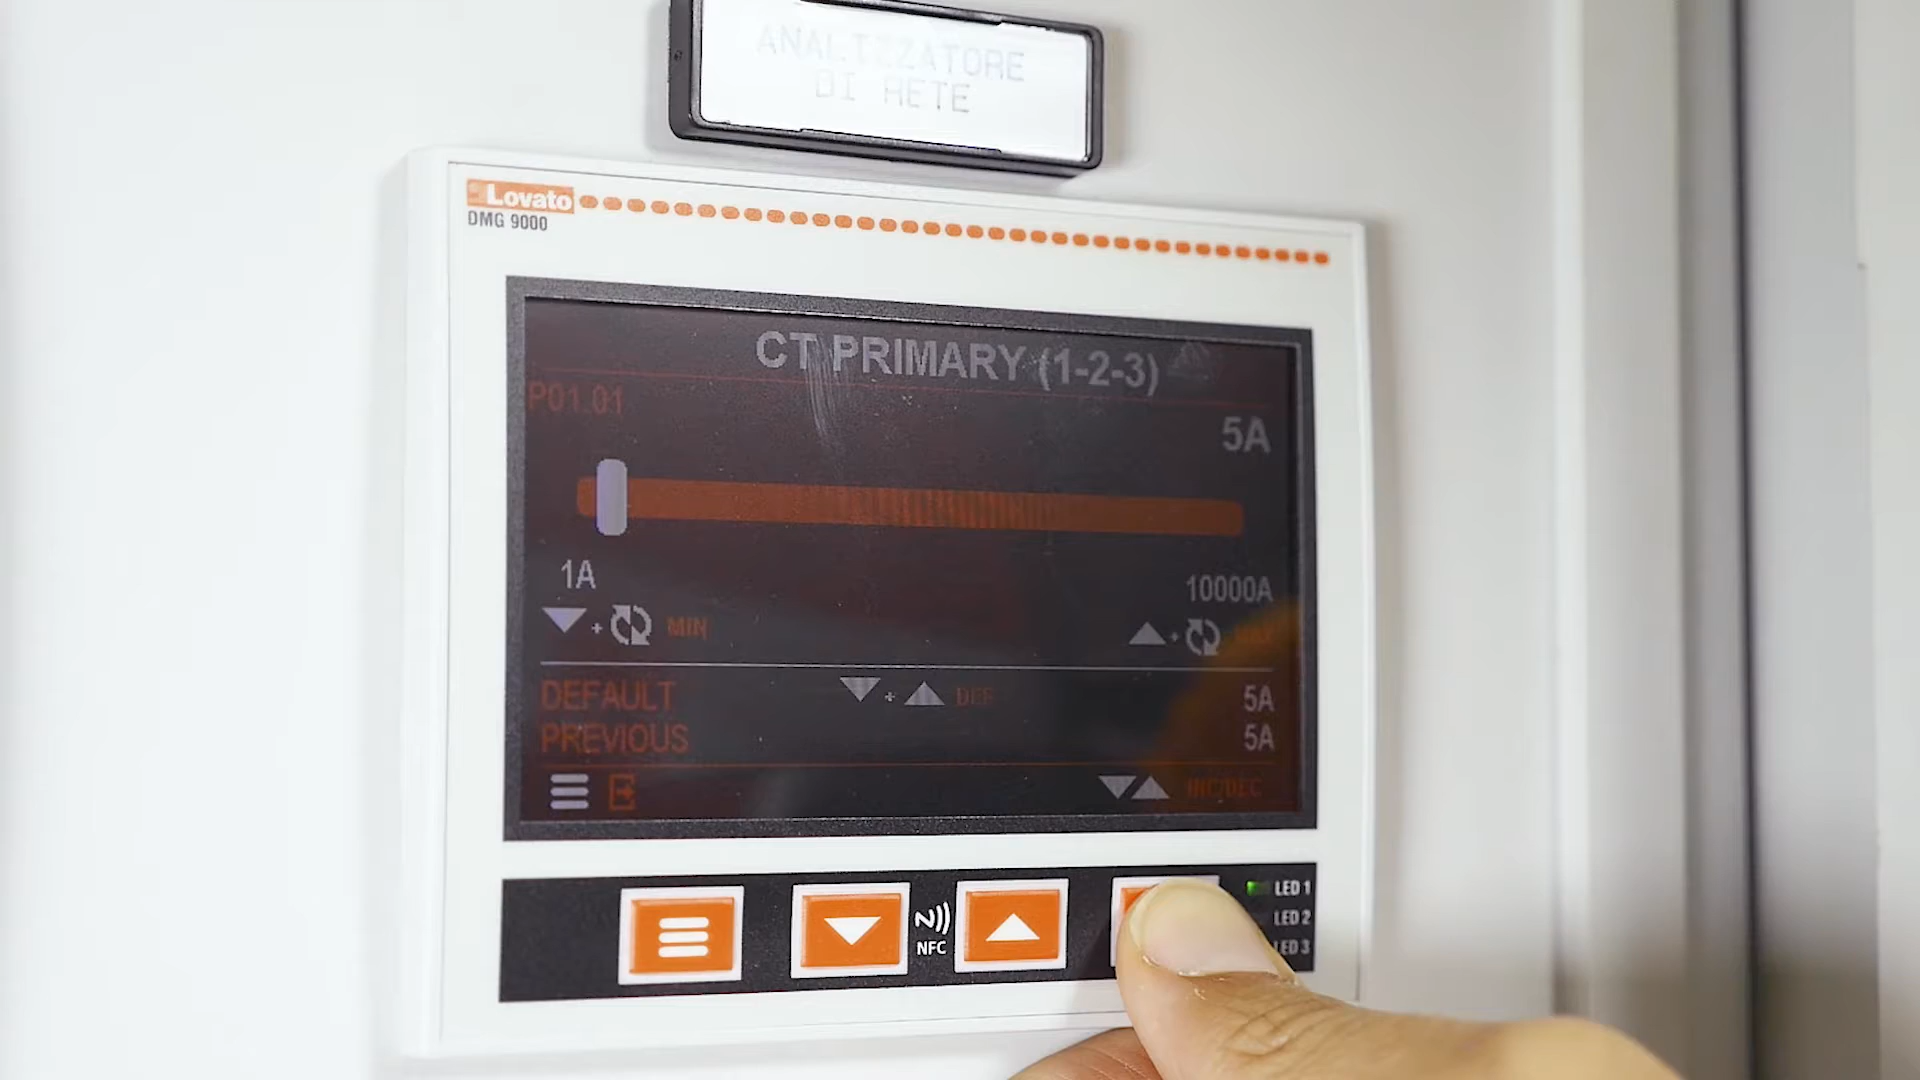 ANALIZZATORE
DI RETE
Lovato
DMG 9000
CT PRIMARY (1-2-3)
P01.01
5A
1A
10000A
+ MIN
+
DEFAULT
+ DEF
5A
PREVIOUS
5A
INC/DEC
NFC
LED 1
LED 2
LED 3